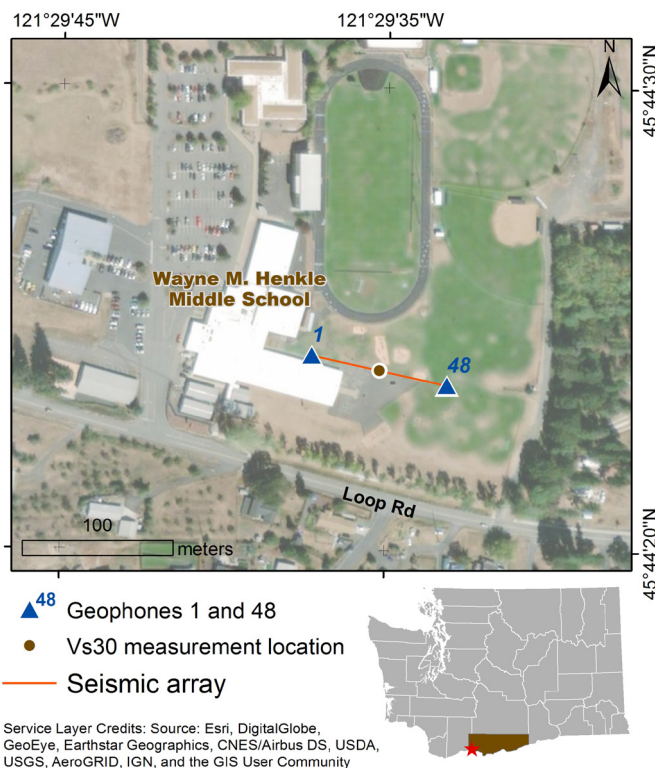 121°29'45"W
121°29'35"W
N
45°44'30"N
Wayne M. Henkle
Middle School
1
48
Loop Rd
100
meters
45°44'20"N
48
Geophones 1 and 48
Vs30 measurement location
Seismic array
Service Layer Credits: Source: Esri, DigitalGlobe,
GeoEye, Earthstar Geographics, CNES/Airbus DS, USDA,
USGS, AeroGRID, IGN, and the GIS User Community